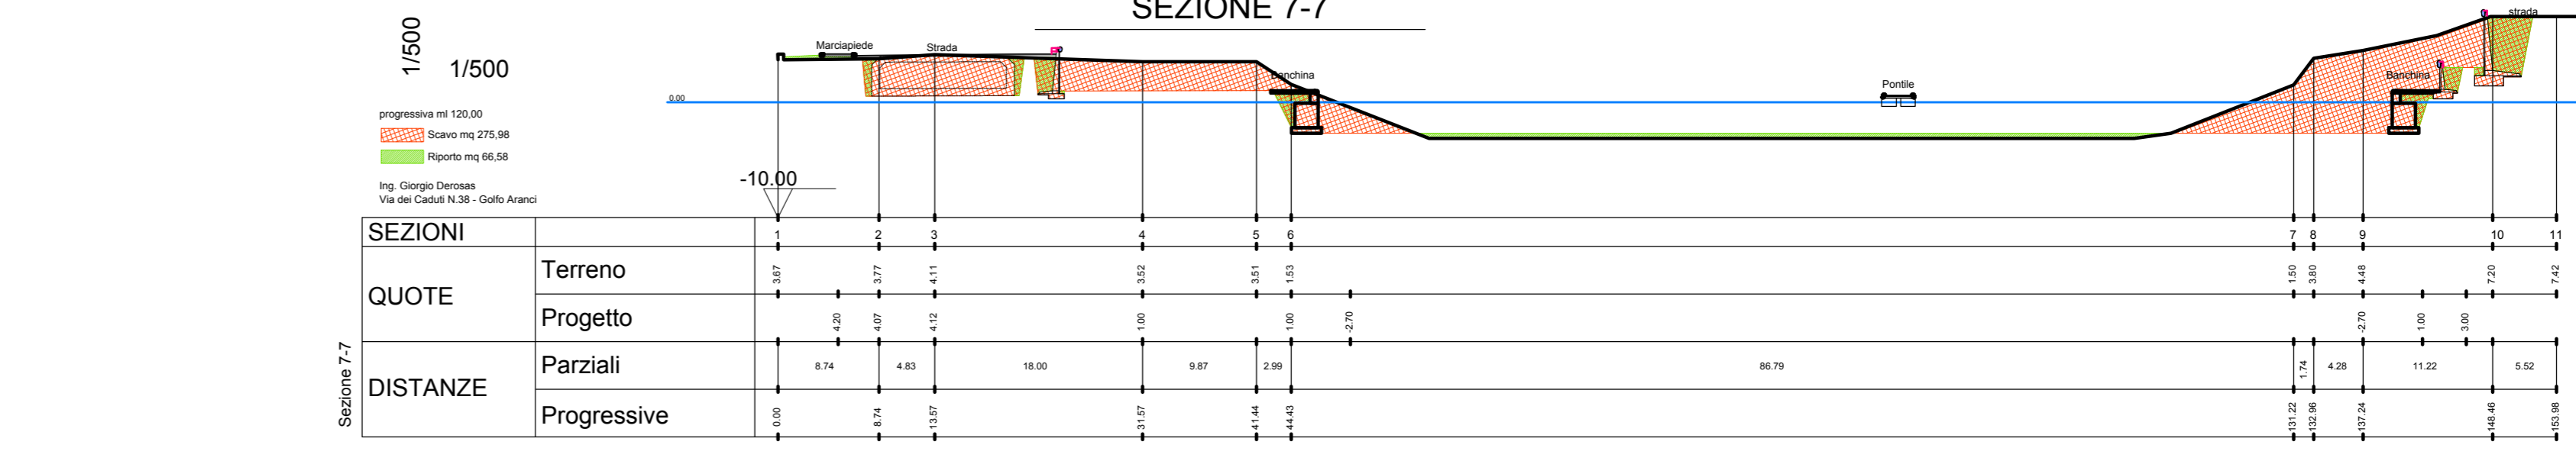 SEZIONE 7-7
1/500
1/500
progressiva ml 120,00
Scavo mq 275,98
Riporto mq 66,58
Ing. Giorgio Derosas
Via dei Caduti N.38 - Golfo Aranci
Marciapiede
Strada
Banchina
Pontile
Banchina
strada
0.00
-10.00
Sezione 7-7
SEZIONI 1 2 3 4 5 6 7 8 9 10 11
QUOTE
Terreno 3.67 3.77 4.11 3.52 3.51 1.53 1.50 3.80 4.48 7.20 7.42
Progetto 4.20 4.07 4.12 1.00 1.00 -2.70 -2.70 1.00 3.00
DISTANZE
Parziali 8.74 4.83 18.00 9.87 2.99 86.79 1.74 4.28 11.22 5.52
Progressive 0.00 8.74 13.57 31.57 41.44 44.43 131.22 132.96 137.24 148.46 153.98